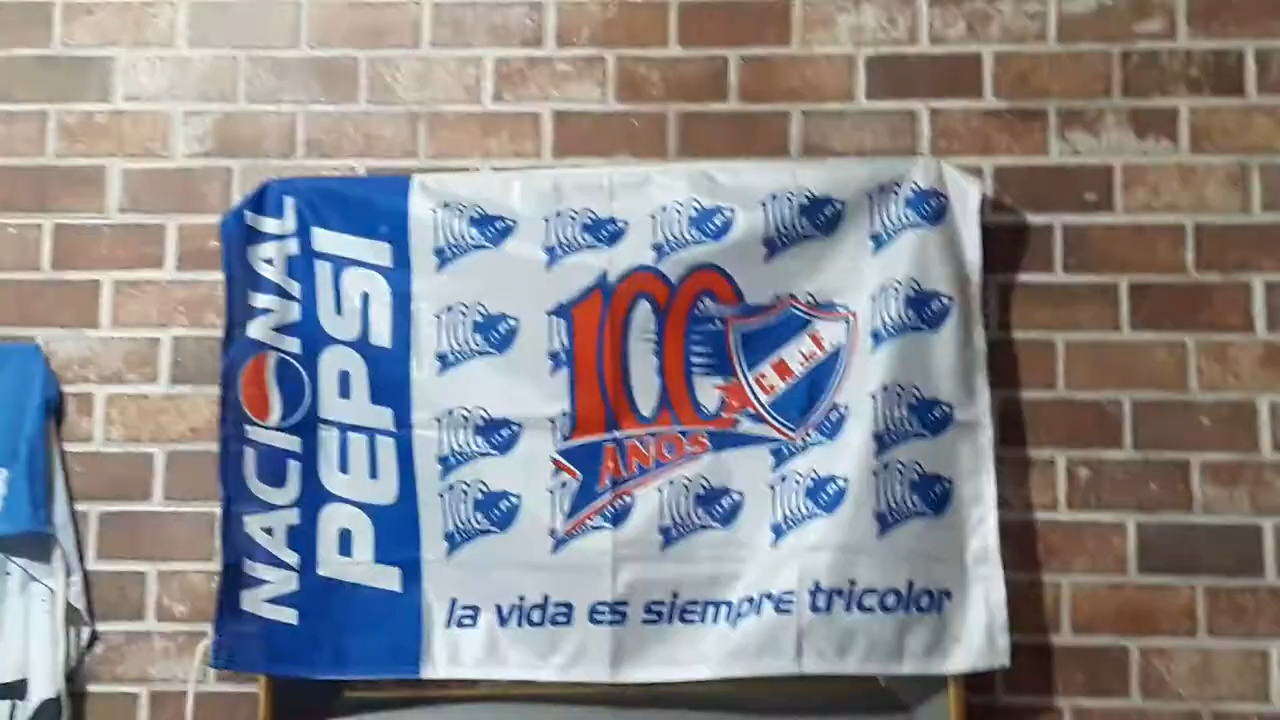 NACIONAL
PEPSI
100
AÑOS
C.N. de F.
la vida es siempre tricolor